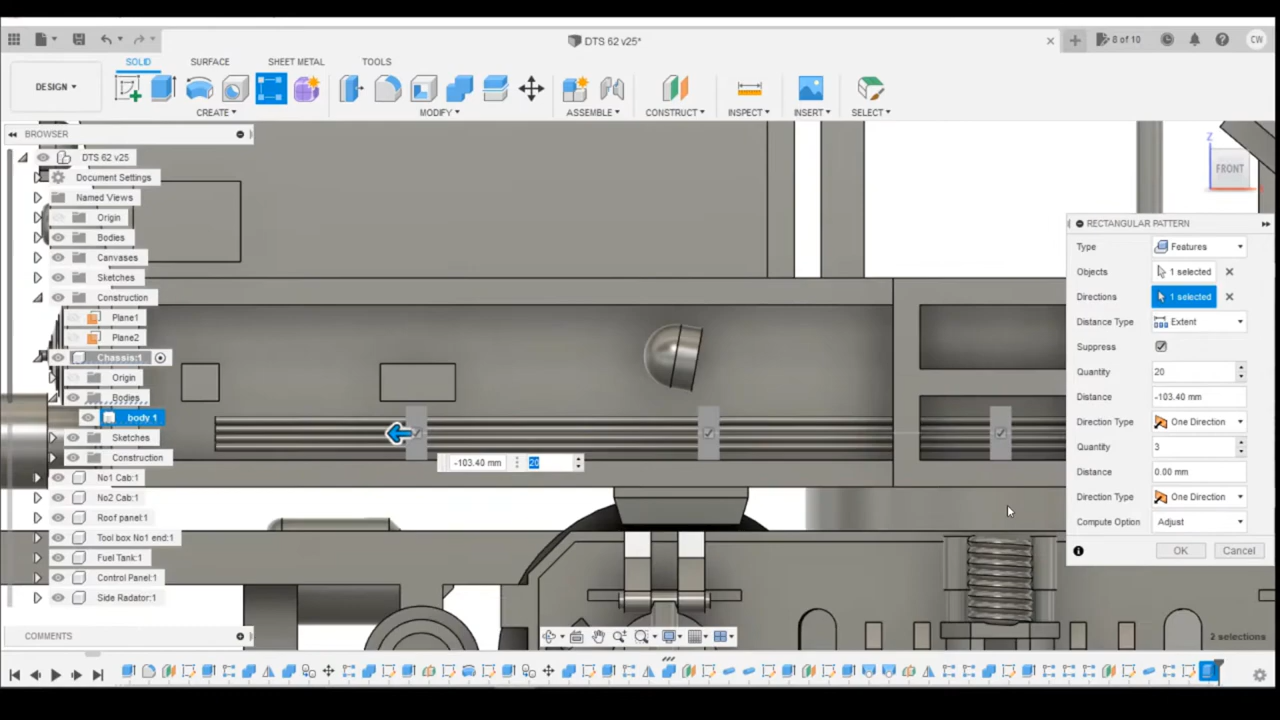 DTS 62 v25*
8 of 10
CW
DESIGN
SOLID
SURFACE
SHEET METAL
TOOLS
CREATE
MODIFY
ASSEMBLE
CONSTRUCT
INSPECT
INSERT
SELECT
BROWSER
DTS 62 v25
Document Settings
Named Views
Origin
Bodies
Canvases
Sketches
Construction
Plane1
Plane2
Chassis:1
Origin
Bodies
body 1
Sketches
Construction
No1 Cab:1
No2 Cab:1
Roof panel:1
Tool box No1 end:1
Fuel Tank:1
Control Panel:1
Side Radator:1
COMMENTS
-103.40 mm
20
Z
FRONT
RECTANGULAR PATTERN
Type Features
Objects 1 selected
Directions 1 selected
Distance Type Extent
Suppress
Quantity 20
Distance -103.40 mm
Direction Type One Direction
Quantity 3
Distance 0.00 mm
Direction Type One Direction
Compute Option Adjust
OK Cancel
2 selections